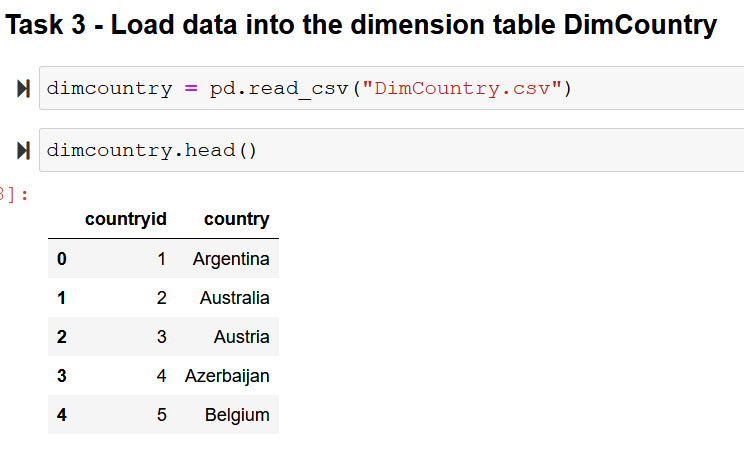 Task 3 - Load data into the dimension table DimCountry
dimcountry = pd.read_csv("DimCountry.csv")
dimcountry.head()
]:
countryid country
0 1 Argentina
1 2 Australia
2 3 Austria
3 4 Azerbaijan
4 5 Belgium